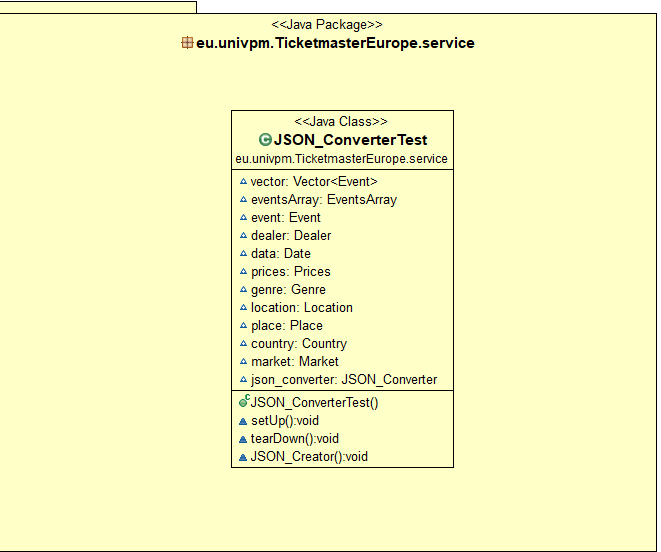 <<Java Package>>
eu.univpm.TicketmasterEurope.service
<<Java Class>>
JSON_ConverterTest
eu.univpm.TicketmasterEurope.service
vector: Vector<Event>
eventsArray: EventsArray
event: Event
dealer: Dealer
data: Date
prices: Prices
genre: Genre
location: Location
place: Place
country: Country
market: Market
json_converter: JSON_Converter
JSON_ConverterTest()
setUp():void
tearDown():void
JSON_Creator():void